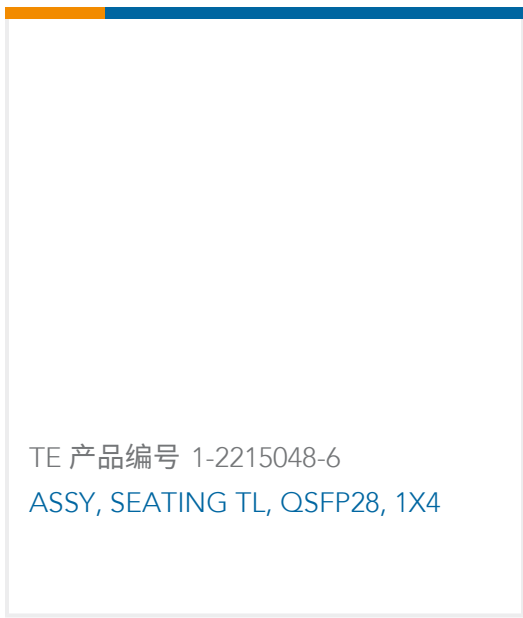 TE 产品编号 1-2215048-6
ASSY, SEATING TL, QSFP28, 1X4